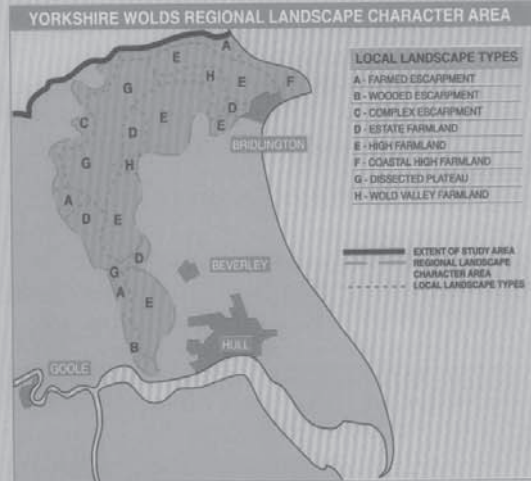 YORKSHIRE WOLDS REGIONAL LANDSCAPE CHARACTER AREA
LOCAL LANDSCAPE TYPES
A - FARMED ESCARPMENT
B - WOODED ESCARPMENT
C - COMPLEX ESCARPMENT
D - ESTATE FARMLAND
E - HIGH FARMLAND
F - COASTAL HIGH FARMLAND
G - DISSECTED PLATEAU
H - WOLD VALLEY FARMLAND
EXTENT OF STUDY AREA
REGIONAL LANDSCAPE
CHARACTER AREA
LOCAL LANDSCAPE TYPES
A
E
H
E
F
G
D
E
E
C
D
BRIDLINGTON
G
H
A
D
E
D
BEVERLEY
G
A
E
B
HULL
GOOLE